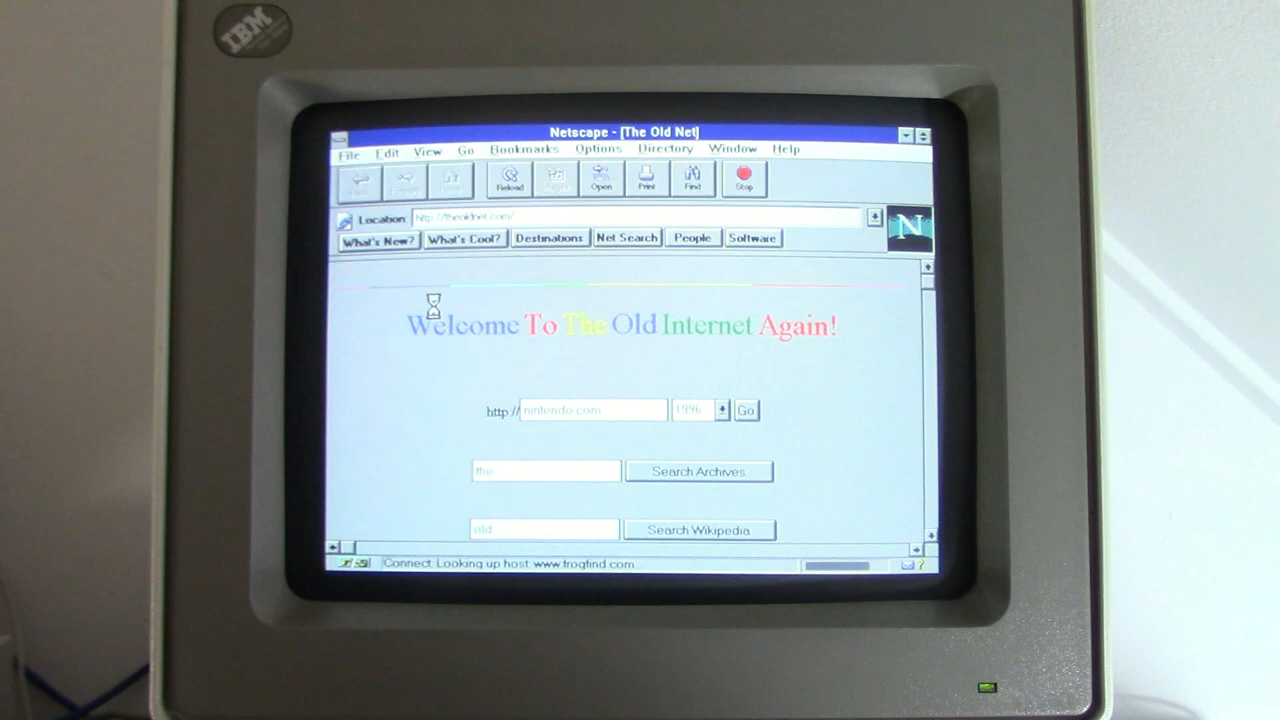 IBM
Netscape - [The Old Net]
File Edit View Go Bookmarks Options Directory Window Help
Reload Open Print Find Stop
Location: http://theoldnet.com/
N
What's New? What's Cool? Destinations Net Search People Software
Welcome To The Old Internet Again!
http:// nintendo.com 1996 Go
the Search Archives
old Search Wikipedia
Connect: Looking up host: www.frogfind.com